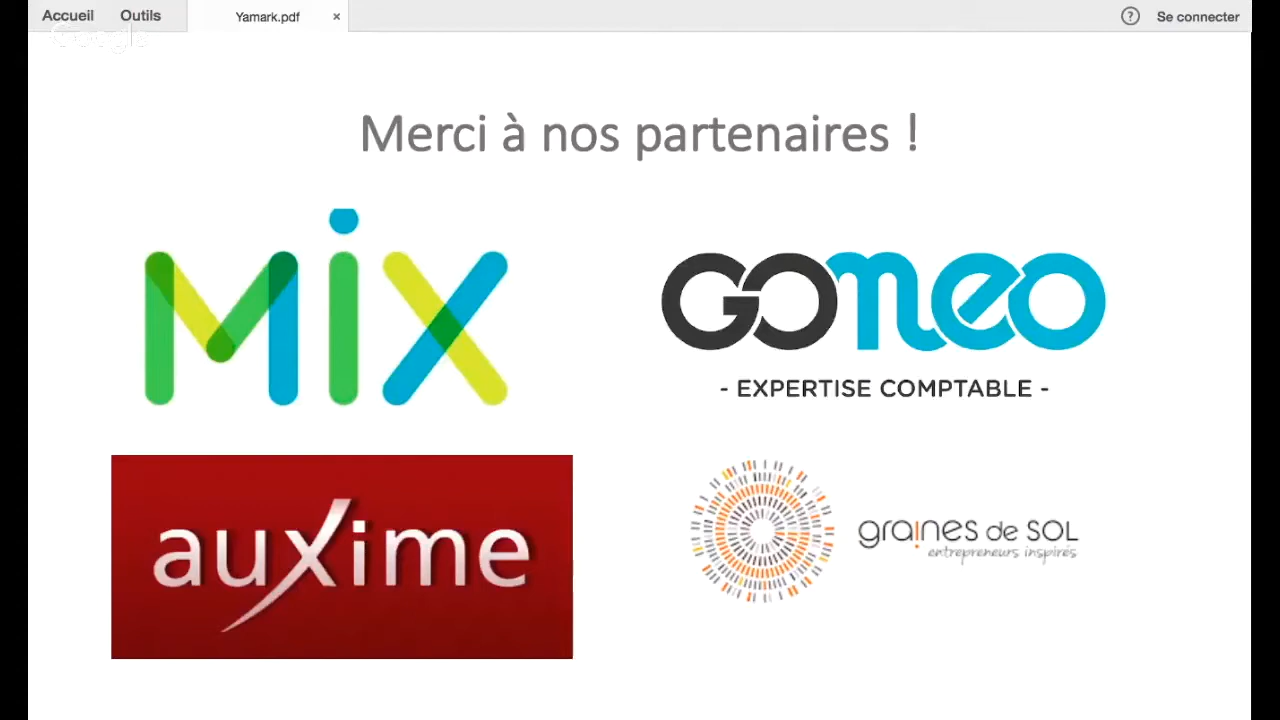 Accueil Outils Yamark.pdf × ? Se connecter
Google
Merci à nos partenaires !
MiX
GOneo
- EXPERTISE COMPTABLE -
auxime
graines de SOL
entrepreneurs inspirés